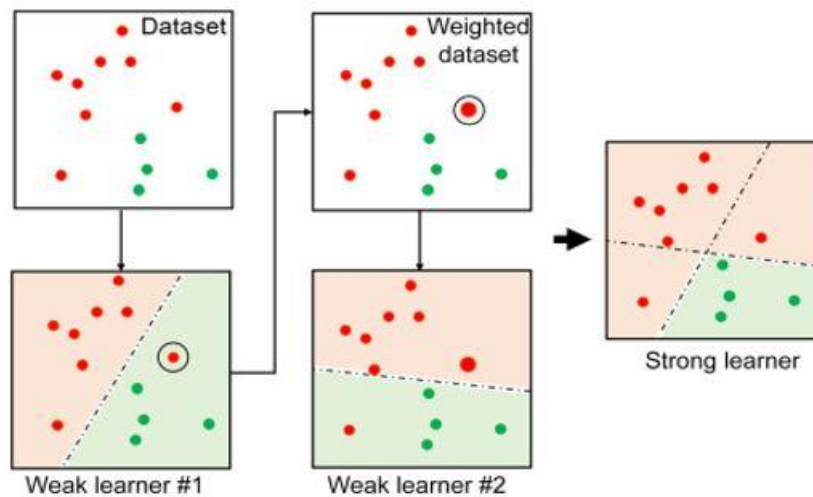 Dataset
Weighted
dataset
Weak learner #1
Weak learner #2
Strong learner